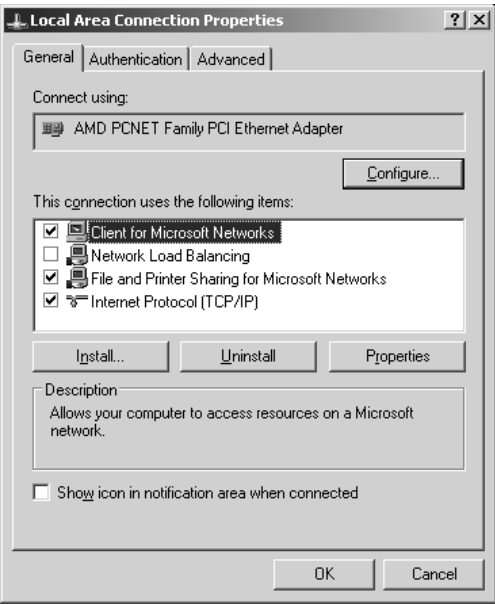 Local Area Connection Properties
General Authentication Advanced
Connect using:
AMD PCNET Family PCI Ethernet Adapter
Configure...
This connection uses the following items:
Client for Microsoft Networks
Network Load Balancing
File and Printer Sharing for Microsoft Networks
Internet Protocol (TCP/IP)
Install... Uninstall Properties
Description
Allows your computer to access resources on a Microsoft
network.
Show icon in notification area when connected
OK Cancel